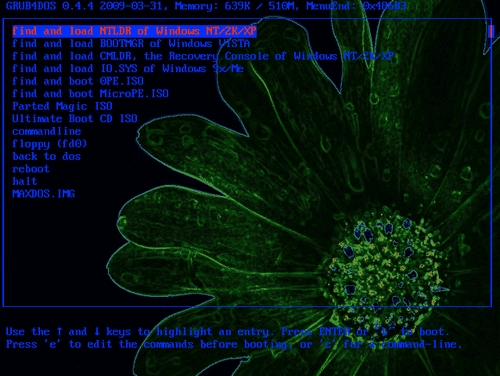 GRUB4DOS 0.4.4 2009-03-31, Memory: 639K / 510M, MenuEnd: 0x40603
find and load NTLDR of Windows NT/2K/XP
find and load BOOTMGR of Windows VISTA
find and load CMLDR, the Recovery Console of Windows NT/2K/XP
find and load IO.SYS of Windows 9x/Me
find and boot 0PE.ISO
find and boot MicroPE.ISO
Parted Magic ISO
Ultimate Boot CD ISO
commandline
floppy (fd0)
back to dos
reboot
halt
MAXDOS.IMG
Use the ↑ and ↓ keys to highlight an entry. Press ENTER or 'b' to boot.
Press 'e' to edit the commands before booting, or 'c' for a command-line.